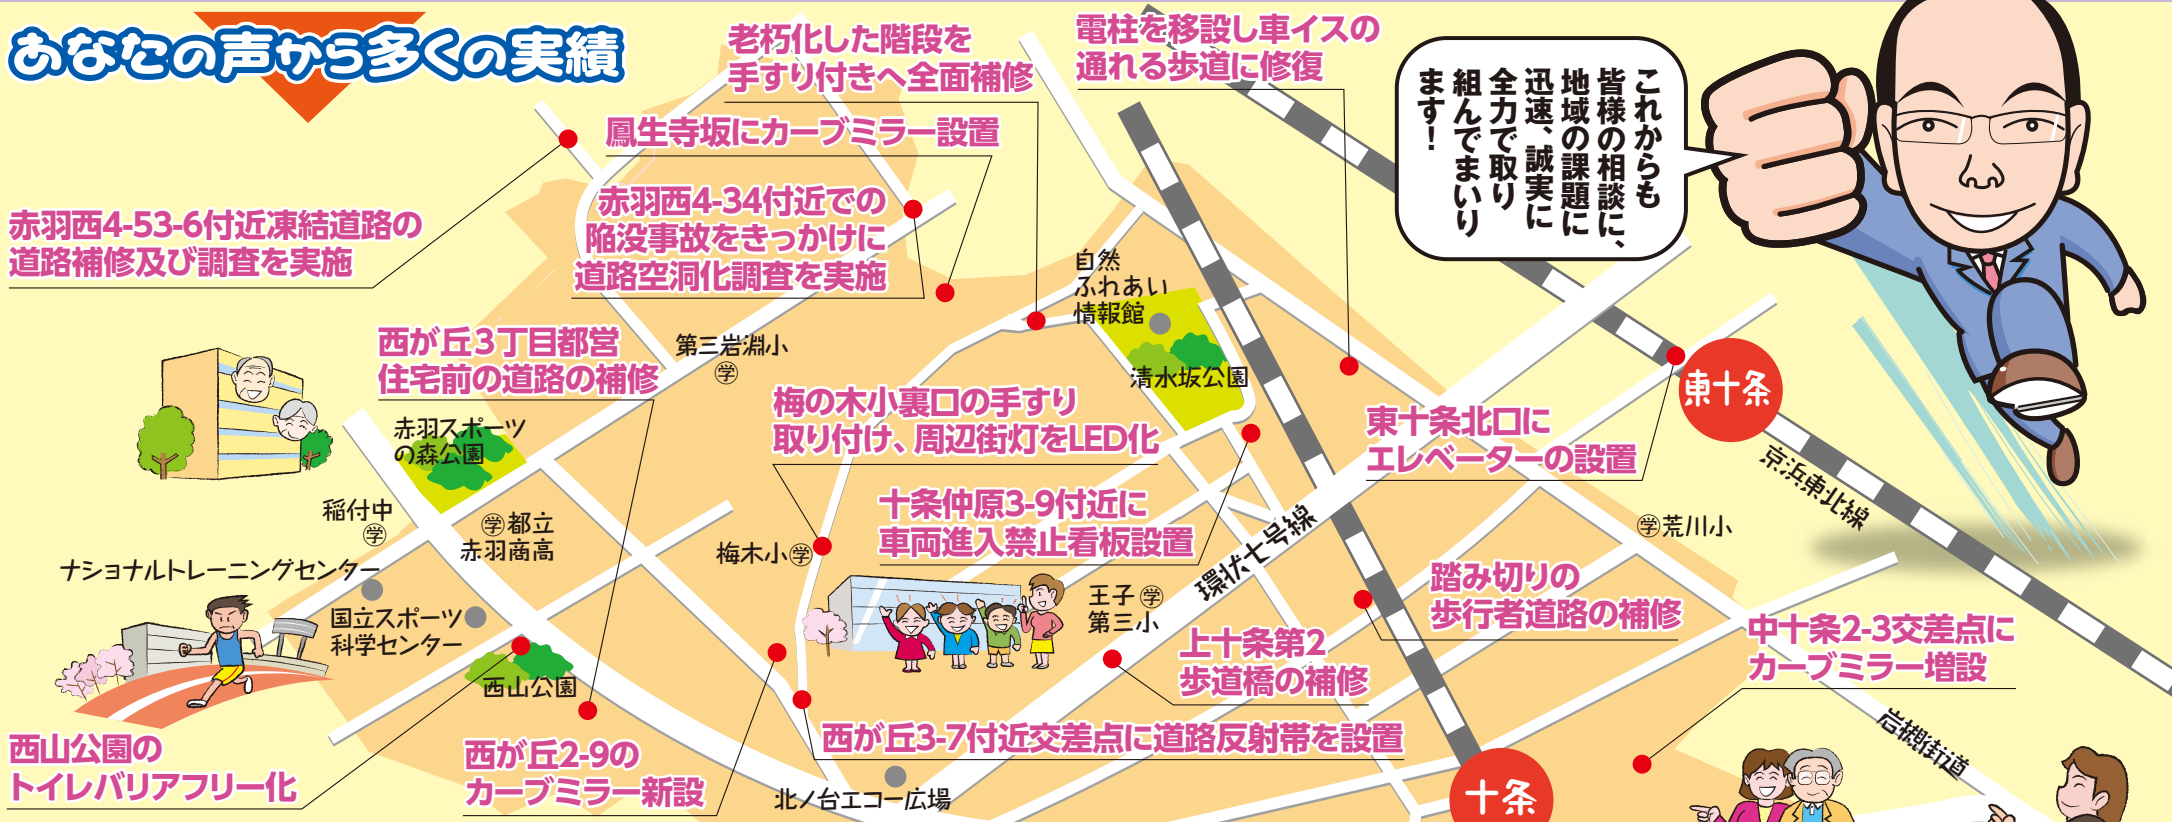 あなたの声から多くの実績
老朽化した階段を
手すり付きへ全面補修
電柱を移設し車イスの
通れる歩道に修復
これからも
皆様の相談に、
地域の課題に
迅速、誠実に
全力で取り
組んでまいり
ます！
鳳生寺坂にカーブミラー設置
赤羽西4-34付近での
陥没事故をきっかけに
道路空洞化調査を実施
赤羽西4-53-6付近凍結道路の
道路補修及び調査を実施
自然
ふれあい
情報館
清水坂公園
西が丘3丁目都営
住宅前の道路の補修
第三岩淵小
学
梅の木小裏口の手すり
取り付け、周辺街灯をLED化
東十条北口に
エレベーターの設置
東十条
京浜東北線
赤羽スポーツ
の森公園
稲付中
学
学都立
赤羽商高
十条仲原3-9付近に
車両進入禁止看板設置
梅木小学
環状七号線
学荒川小
ナショナルトレーニングセンター
国立スポーツ
科学センター
王子学
第三小
踏み切りの
歩行者道路の補修
上十条第2
歩道橋の補修
中十条2-3交差点に
カーブミラー増設
西山公園
西山公園の
トイレバリアフリー化
西が丘2-9の
カーブミラー新設
西が丘3-7付近交差点に道路反射帯を設置
北ノ台エコー広場
十条
岩槻街道